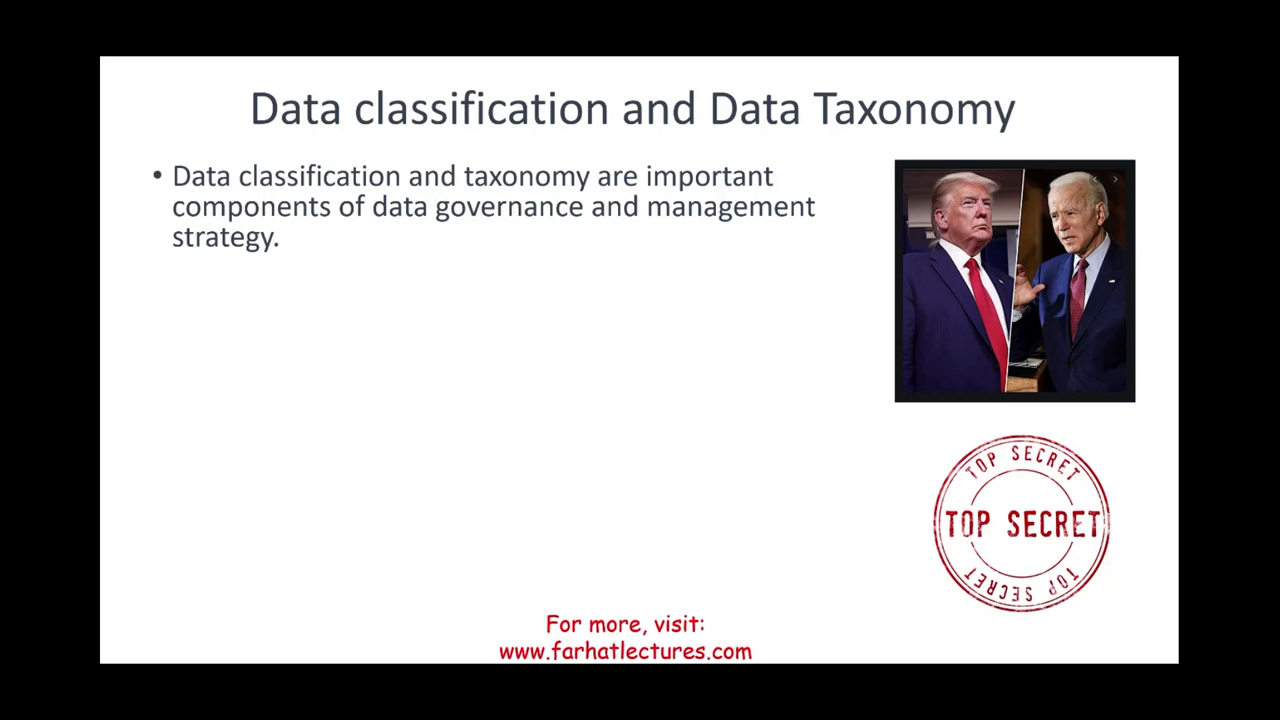 Data classification and Data Taxonomy
• Data classification and taxonomy are important
components of data governance and management
strategy.
TOP SECRET
TOP SECRET
TOP SECRET
For more, visit:
www.farhatlectures.com